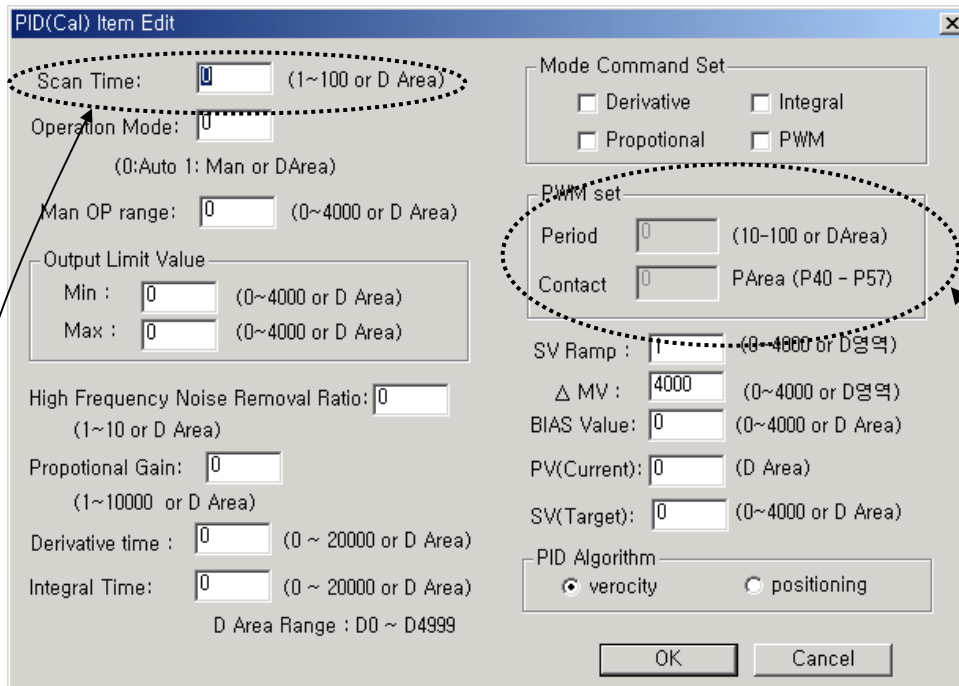 PID(Cal) Item Edit
Scan Time: 0 (1~100 or D Area)
Operation Mode: 0
(0:Auto 1: Man or DArea)
Man OP range: 0 (0~4000 or D Area)
Output Limit Value
Min : 0 (0~4000 or D Area)
Max : 0 (0~4000 or D Area)
High Frequency Noise Removal Ratio: 0
(1~10 or D Area)
Propotional Gain: 0
(1~10000 or D Area)
Derivative time : 0 (0 ~ 20000 or D Area)
Integral Time: 0 (0 ~ 20000 or D Area)
D Area Range : D0 ~ D4999
Mode Command Set
Derivative Integral
Propotional PWM
PWM set
Period 0 (10-100 or DArea)
Contact 0 PArea (P40 - P57)
SV Ramp : 1 (0~4000 or D영역)
△ MV : 4000 (0~4000 or D영역)
BIAS Value: 0 (0~4000 or D Area)
PV(Current): 0 (D Area)
SV(Target): 0 (0~4000 or D Area)
PID Algorithm
verocity positioning
OK Cancel